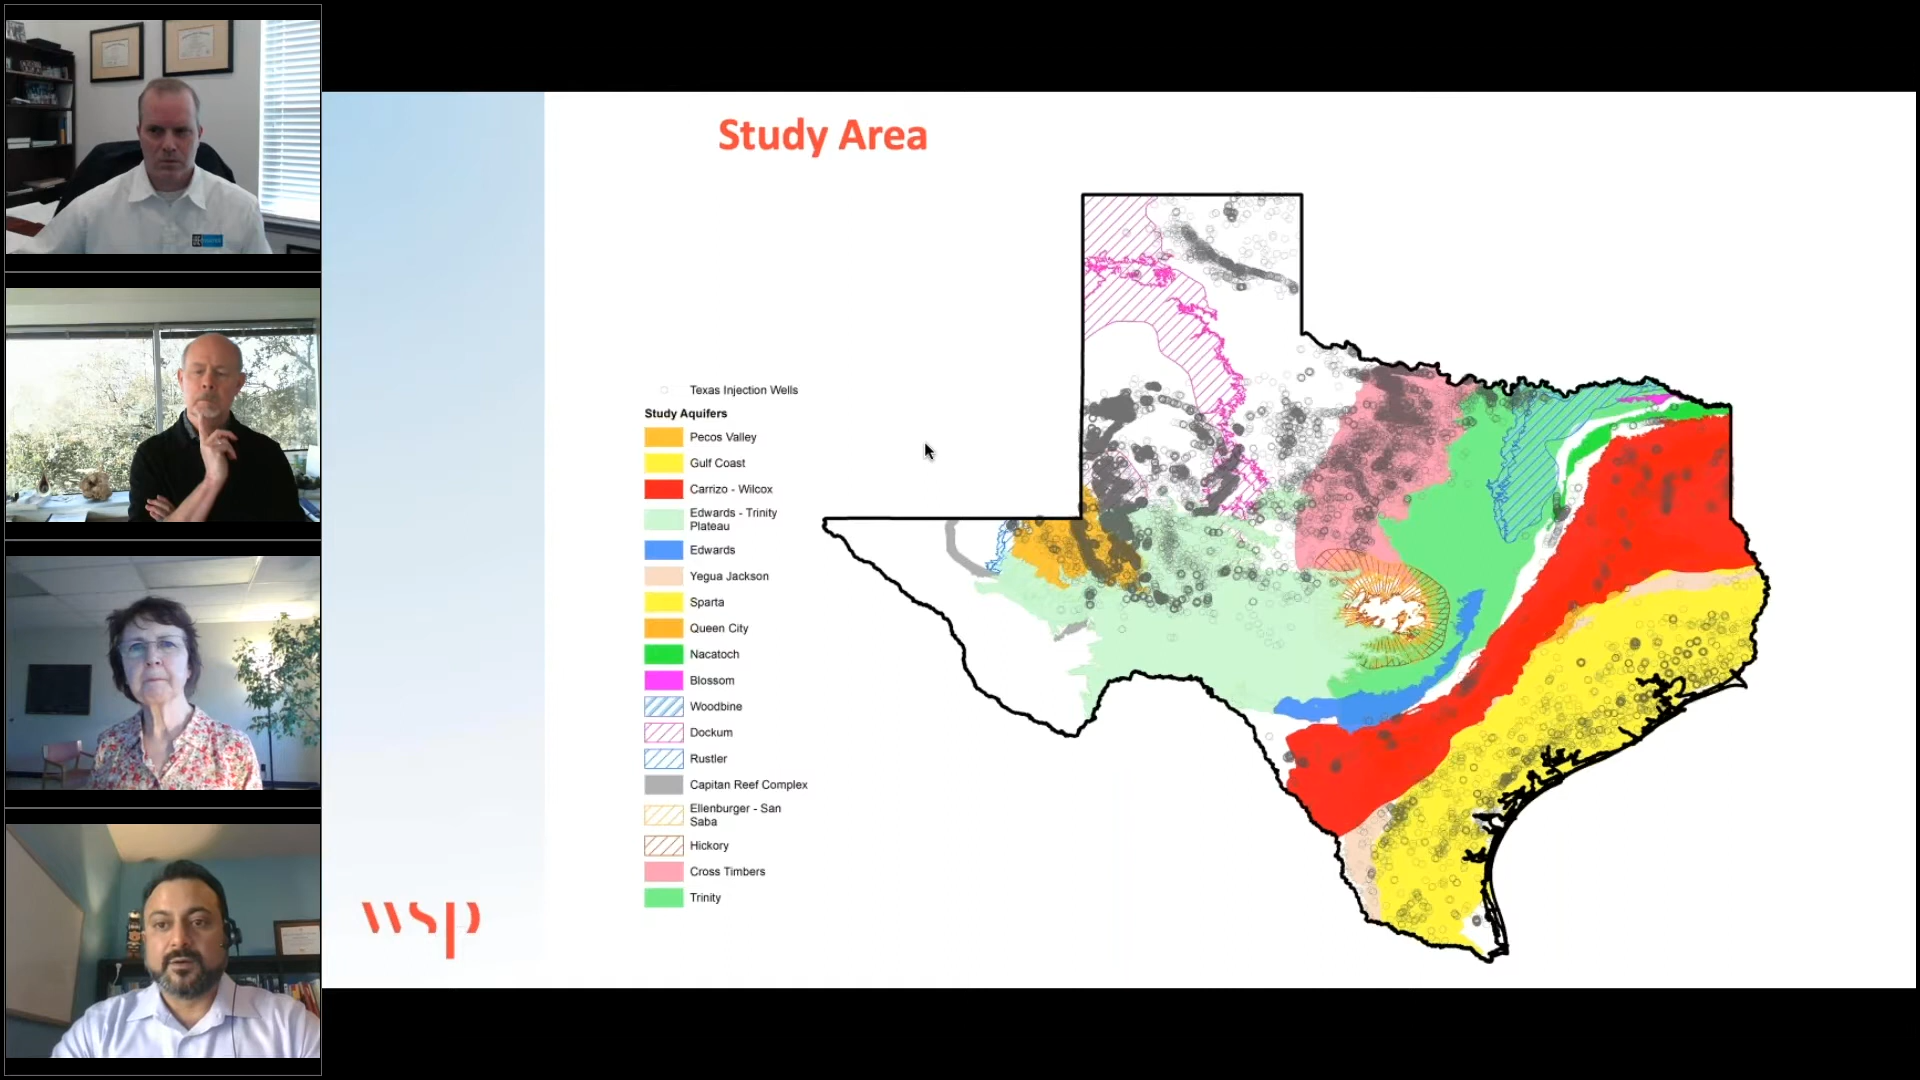 Study Area
Texas Injection Wells
Study Aquifers
Pecos Valley
Gulf Coast
Carrizo - Wilcox
Edwards - Trinity
Plateau
Edwards
Yegua Jackson
Sparta
Queen City
Nacatoch
Blossom
Woodbine
Dockum
Rustler
Capitan Reef Complex
Ellenburger - San
Saba
Hickory
Cross Timbers
Trinity
wsp